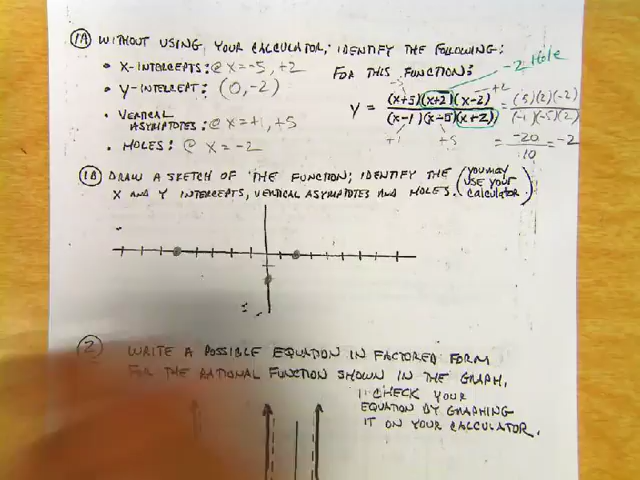 1A WITHOUT USING YOUR CALCULATOR, IDENTIFY THE FOLLOWING:
• X-INTERCEPTS: @ X=-5, +2
FOR THIS FUNCTION:
-2 Hole
• Y-INTERCEPT: (0,-2)
-5
+2
Y = (x+5)(x+2)(x-2) / (x-1)(x-5)(x+2) = (5)(2)(-2) / (-1)(-5)(2)
+1
+5
= -20 / 10 = -2
• VERTICAL ASYMPTOTES: @ X=+1, +5
• HOLES: @ X=-2
1B DRAW A SKETCH OF THE FUNCTION; IDENTIFY THE
X AND Y INTERCEPTS, VERTICAL ASYMPTOTES AND HOLES.
(YOU MAY
USE YOUR
CALCULATOR.)
2 WRITE A POSSIBLE EQUATION IN FACTORED FORM
FOR THE RATIONAL FUNCTION SHOWN IN THE GRAPH.
CHECK YOUR
EQUATION BY GRAPHING
IT ON YOUR CALCULATOR.